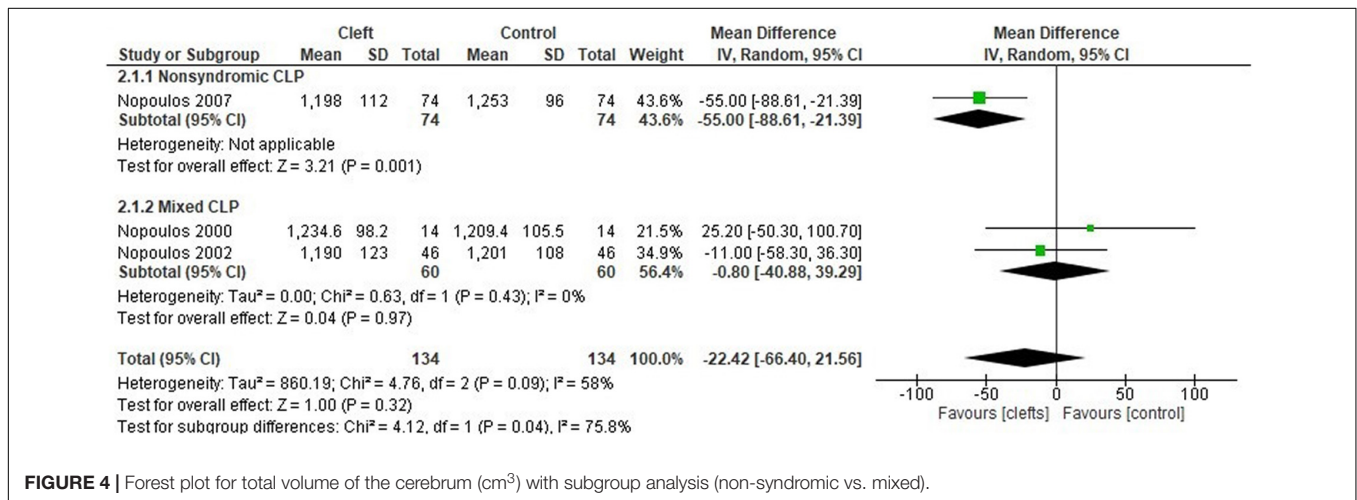 Cleft Control Mean Difference Mean Difference
Study or Subgroup Mean SD Total Mean SD Total Weight IV, Random, 95% CI IV, Random, 95% CI
2.1.1 Nonsyndromic CLP
Nopoulos 2007 1,198 112 74 1,253 96 74 43.6% -55.00 [-88.61, -21.39]
Subtotal (95% CI) 74 74 43.6% -55.00 [-88.61, -21.39]
Heterogeneity: Not applicable
Test for overall effect: Z = 3.21 (P = 0.001)
2.1.2 Mixed CLP
Nopoulos 2000 1,234.6 98.2 14 1,209.4 105.5 14 21.5% 25.20 [-50.30, 100.70]
Nopoulos 2002 1,190 123 46 1,201 108 46 34.9% -11.00 [-58.30, 36.30]
Subtotal (95% CI) 60 60 56.4% -0.80 [-40.88, 39.29]
Heterogeneity: Tau² = 0.00; Chi² = 0.63, df = 1 (P = 0.43); I² = 0%
Test for overall effect: Z = 0.04 (P = 0.97)
Total (95% CI) 134 134 100.0% -22.42 [-66.40, 21.56]
Heterogeneity: Tau² = 860.19; Chi² = 4.76, df = 2 (P = 0.09); I² = 58%
Test for overall effect: Z = 1.00 (P = 0.32)
Test for subgroup differences: Chi² = 4.12, df = 1 (P = 0.04), I² = 75.8%
-100 -50 0 50 100
Favours [clefts] Favours [control]
FIGURE 4 | Forest plot for total volume of the cerebrum (cm³) with subgroup analysis (non-syndromic vs. mixed).